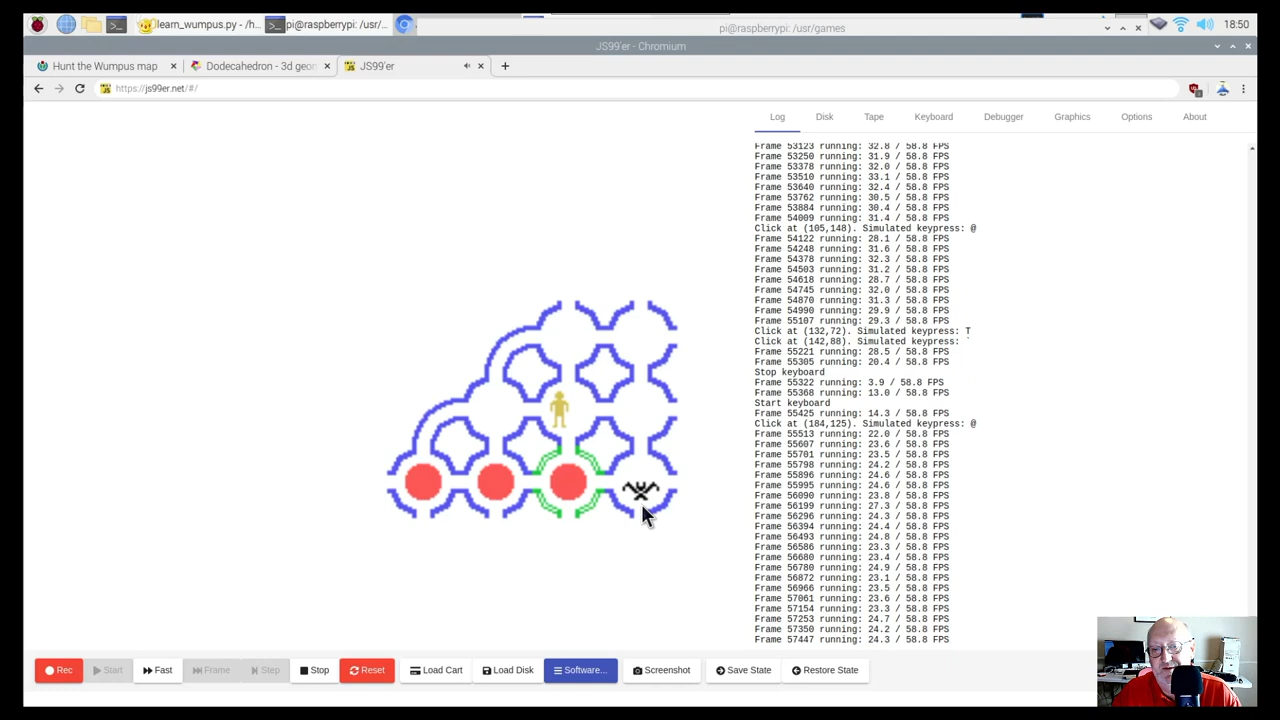 learn_wumpus.py - /h...
pi@raspberrypi: /usr/...
pi@raspberrypi: /usr/games
18:50
JS99'er - Chromium
Hunt the Wumpus map
Dodecahedron - 3d geom
JS99'er
https://js99er.net/#/
Log
Disk
Tape
Keyboard
Debugger
Graphics
Options
About
Frame 53123 running: 32.8 / 58.8 FPS
Frame 53250 running: 31.9 / 58.8 FPS
Frame 53378 running: 32.0 / 58.8 FPS
Frame 53510 running: 33.1 / 58.8 FPS
Frame 53640 running: 32.4 / 58.8 FPS
Frame 53762 running: 30.5 / 58.8 FPS
Frame 53884 running: 30.4 / 58.8 FPS
Frame 54009 running: 31.4 / 58.8 FPS
Click at (105,148). Simulated keypress: @
Frame 54122 running: 28.1 / 58.8 FPS
Frame 54248 running: 31.6 / 58.8 FPS
Frame 54378 running: 32.3 / 58.8 FPS
Frame 54503 running: 31.2 / 58.8 FPS
Frame 54618 running: 28.7 / 58.8 FPS
Frame 54745 running: 32.0 / 58.8 FPS
Frame 54870 running: 31.3 / 58.8 FPS
Frame 54990 running: 29.9 / 58.8 FPS
Frame 55107 running: 29.3 / 58.8 FPS
Click at (132,72). Simulated keypress: T
Click at (142,88). Simulated keypress: `
Frame 55221 running: 28.5 / 58.8 FPS
Frame 55305 running: 20.4 / 58.8 FPS
Stop keyboard
Frame 55322 running: 3.9 / 58.8 FPS
Frame 55368 running: 13.0 / 58.8 FPS
Start keyboard
Frame 55425 running: 14.3 / 58.8 FPS
Click at (184,125). Simulated keypress: @
Frame 55513 running: 22.0 / 58.8 FPS
Frame 55607 running: 23.6 / 58.8 FPS
Frame 55701 running: 23.5 / 58.8 FPS
Frame 55798 running: 24.2 / 58.8 FPS
Frame 55896 running: 24.6 / 58.8 FPS
Frame 55995 running: 24.6 / 58.8 FPS
Frame 56090 running: 23.8 / 58.8 FPS
Frame 56199 running: 27.3 / 58.8 FPS
Frame 56296 running: 24.3 / 58.8 FPS
Frame 56394 running: 24.4 / 58.8 FPS
Frame 56493 running: 24.8 / 58.8 FPS
Frame 56586 running: 23.3 / 58.8 FPS
Frame 56680 running: 23.4 / 58.8 FPS
Frame 56780 running: 24.9 / 58.8 FPS
Frame 56872 running: 23.1 / 58.8 FPS
Frame 56966 running: 23.5 / 58.8 FPS
Frame 57061 running: 23.6 / 58.8 FPS
Frame 57154 running: 23.3 / 58.8 FPS
Frame 57253 running: 24.7 / 58.8 FPS
Frame 57350 running: 24.2 / 58.8 FPS
Frame 57447 running: 24.3 / 58.8 FPS
Rec
Start
Fast
Frame
Step
Stop
Reset
Load Cart
Load Disk
Software...
Screenshot
Save State
Restore State